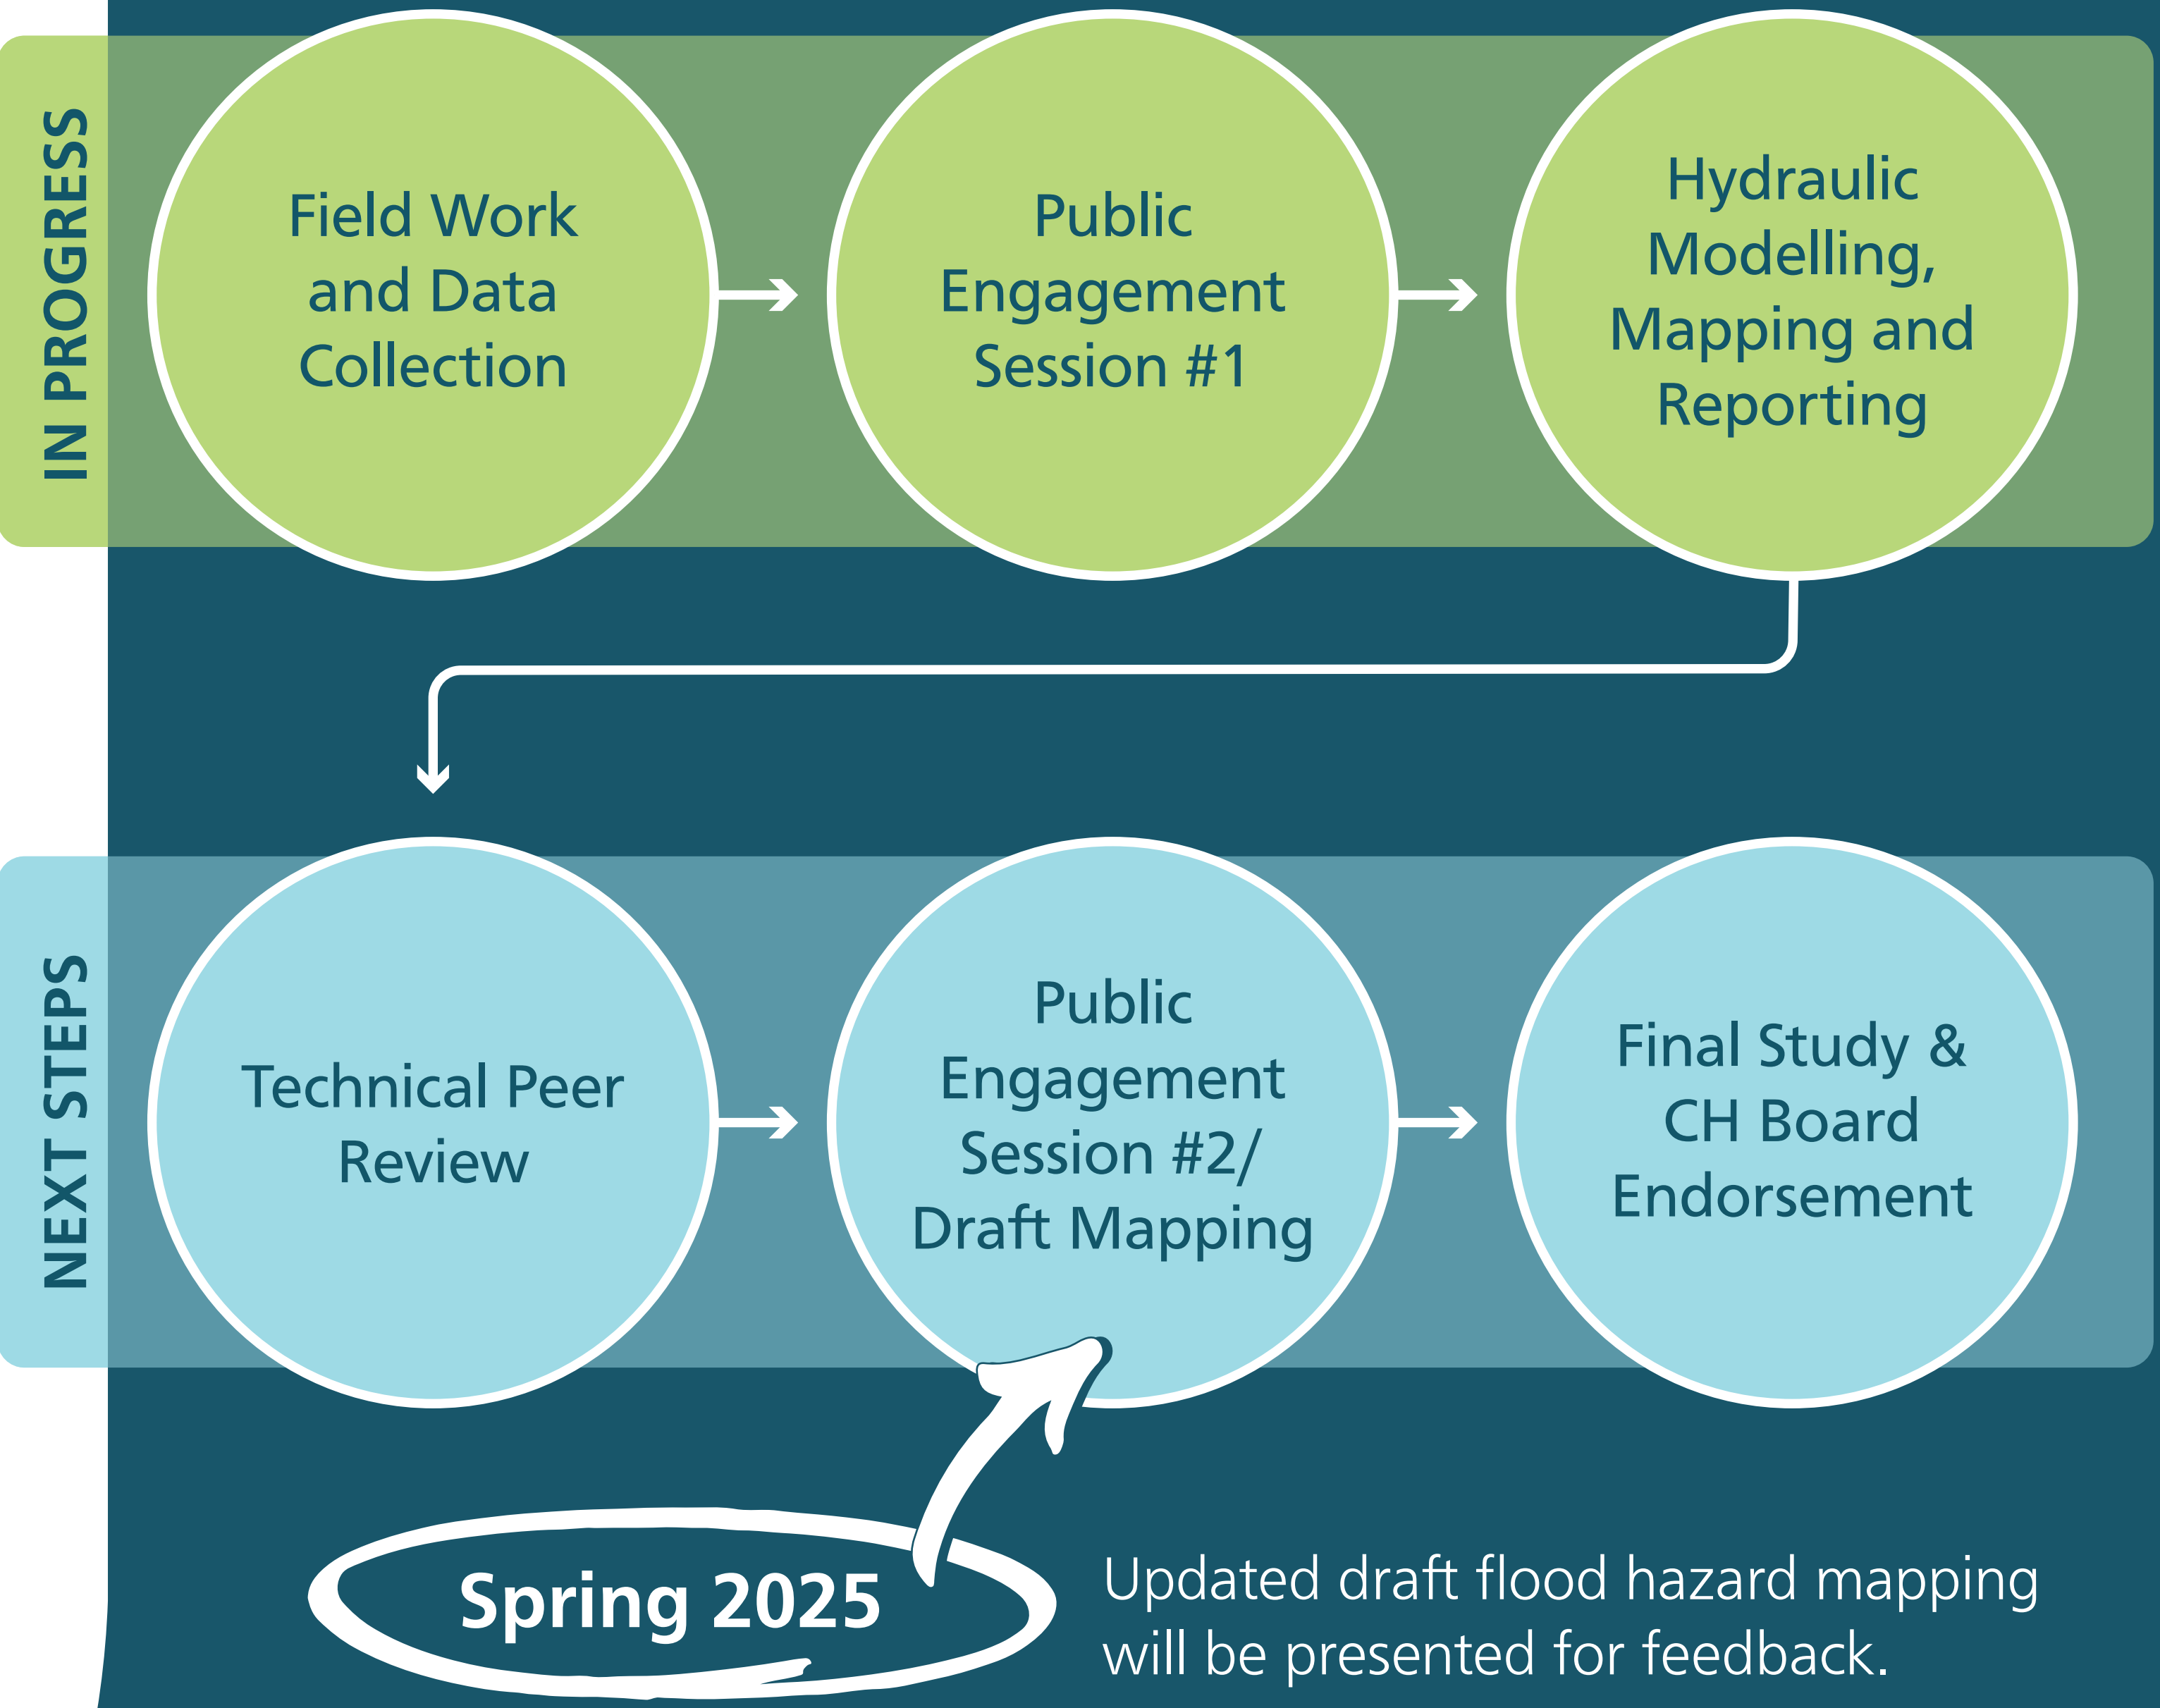 IN PROGRESS
Field Work
and Data
Collection
Public
Engagement
Session #1
Hydraulic
Modelling,
Mapping and
Reporting
NEXT STEPS
Technical Peer
Review
Public
Engagement
Session #2/
Draft Mapping
Final Study &
CH Board
Endorsement
Spring 2025
Updated draft flood hazard mapping
will be presented for feedback.